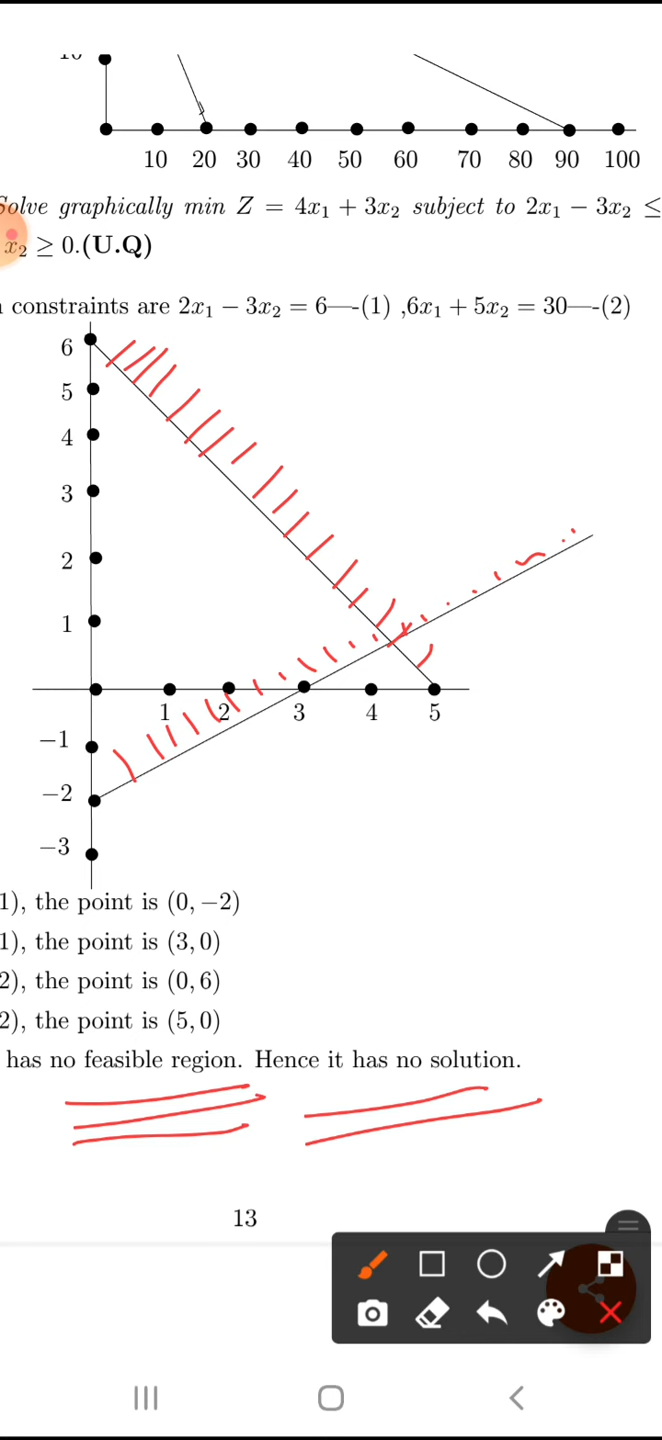 10 20 30 40 50 60 70 80 90 100
Solve graphically min Z = 4x₁ + 3x₂ subject to 2x₁ − 3x₂ ≤
x₂ ≥ 0.(U.Q)
constraints are 2x₁ − 3x₂ = 6—-(1) ,6x₁ + 5x₂ = 30—-(2)
6
5
4
3
2
1
1 2 3 4 5
−1
−2
−3
1), the point is (0, −2)
1), the point is (3, 0)
2), the point is (0, 6)
2), the point is (5, 0)
has no feasible region. Hence it has no solution.
13